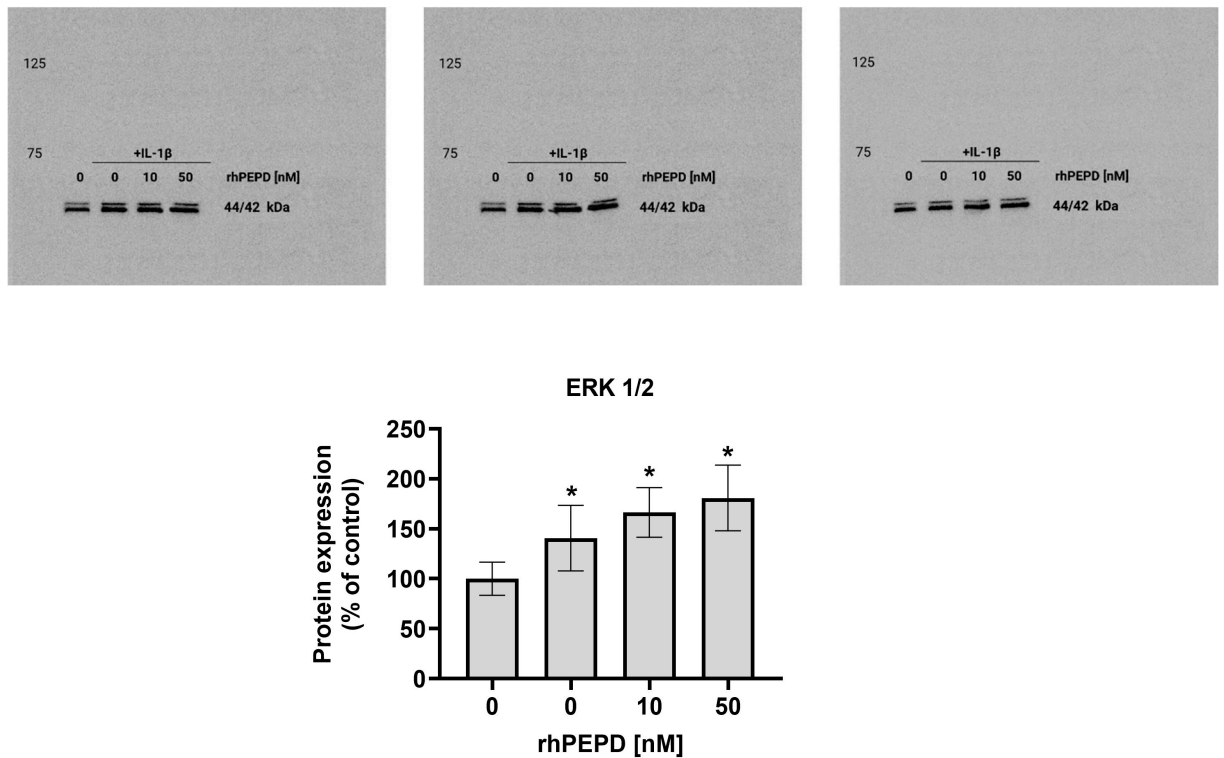 125
75
+IL-1β
0 0 10 50 rhPEPD [nM]
44/42 kDa
125
75
+IL-1β
0 0 10 50 rhPEPD [nM]
44/42 kDa
125
75
+IL-1β
0 0 10 50 rhPEPD [nM]
44/42 kDa
ERK 1/2
Protein expression
(% of control)
250
200
150
100
50
0
* * *
0 0 10 50
rhPEPD [nM]